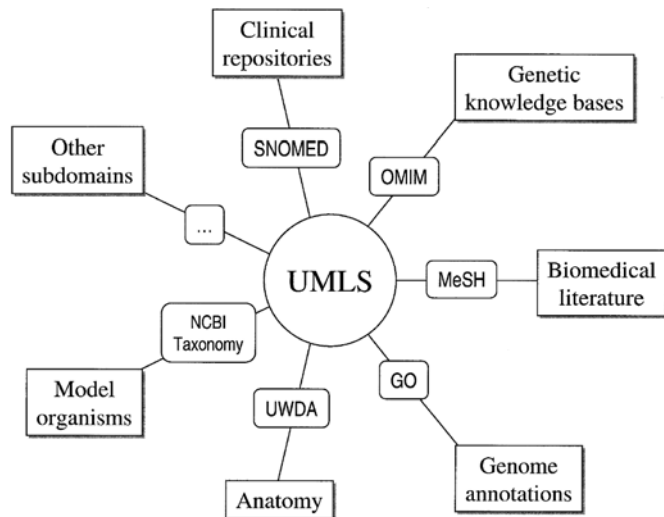 Clinical
repositories
Genetic
knowledge bases
SNOMED
Other
subdomains
OMIM
...
UMLS
MeSH
Biomedical
literature
NCBI
Taxonomy
Model
organisms
GO
UWDA
Genome
annotations
Anatomy